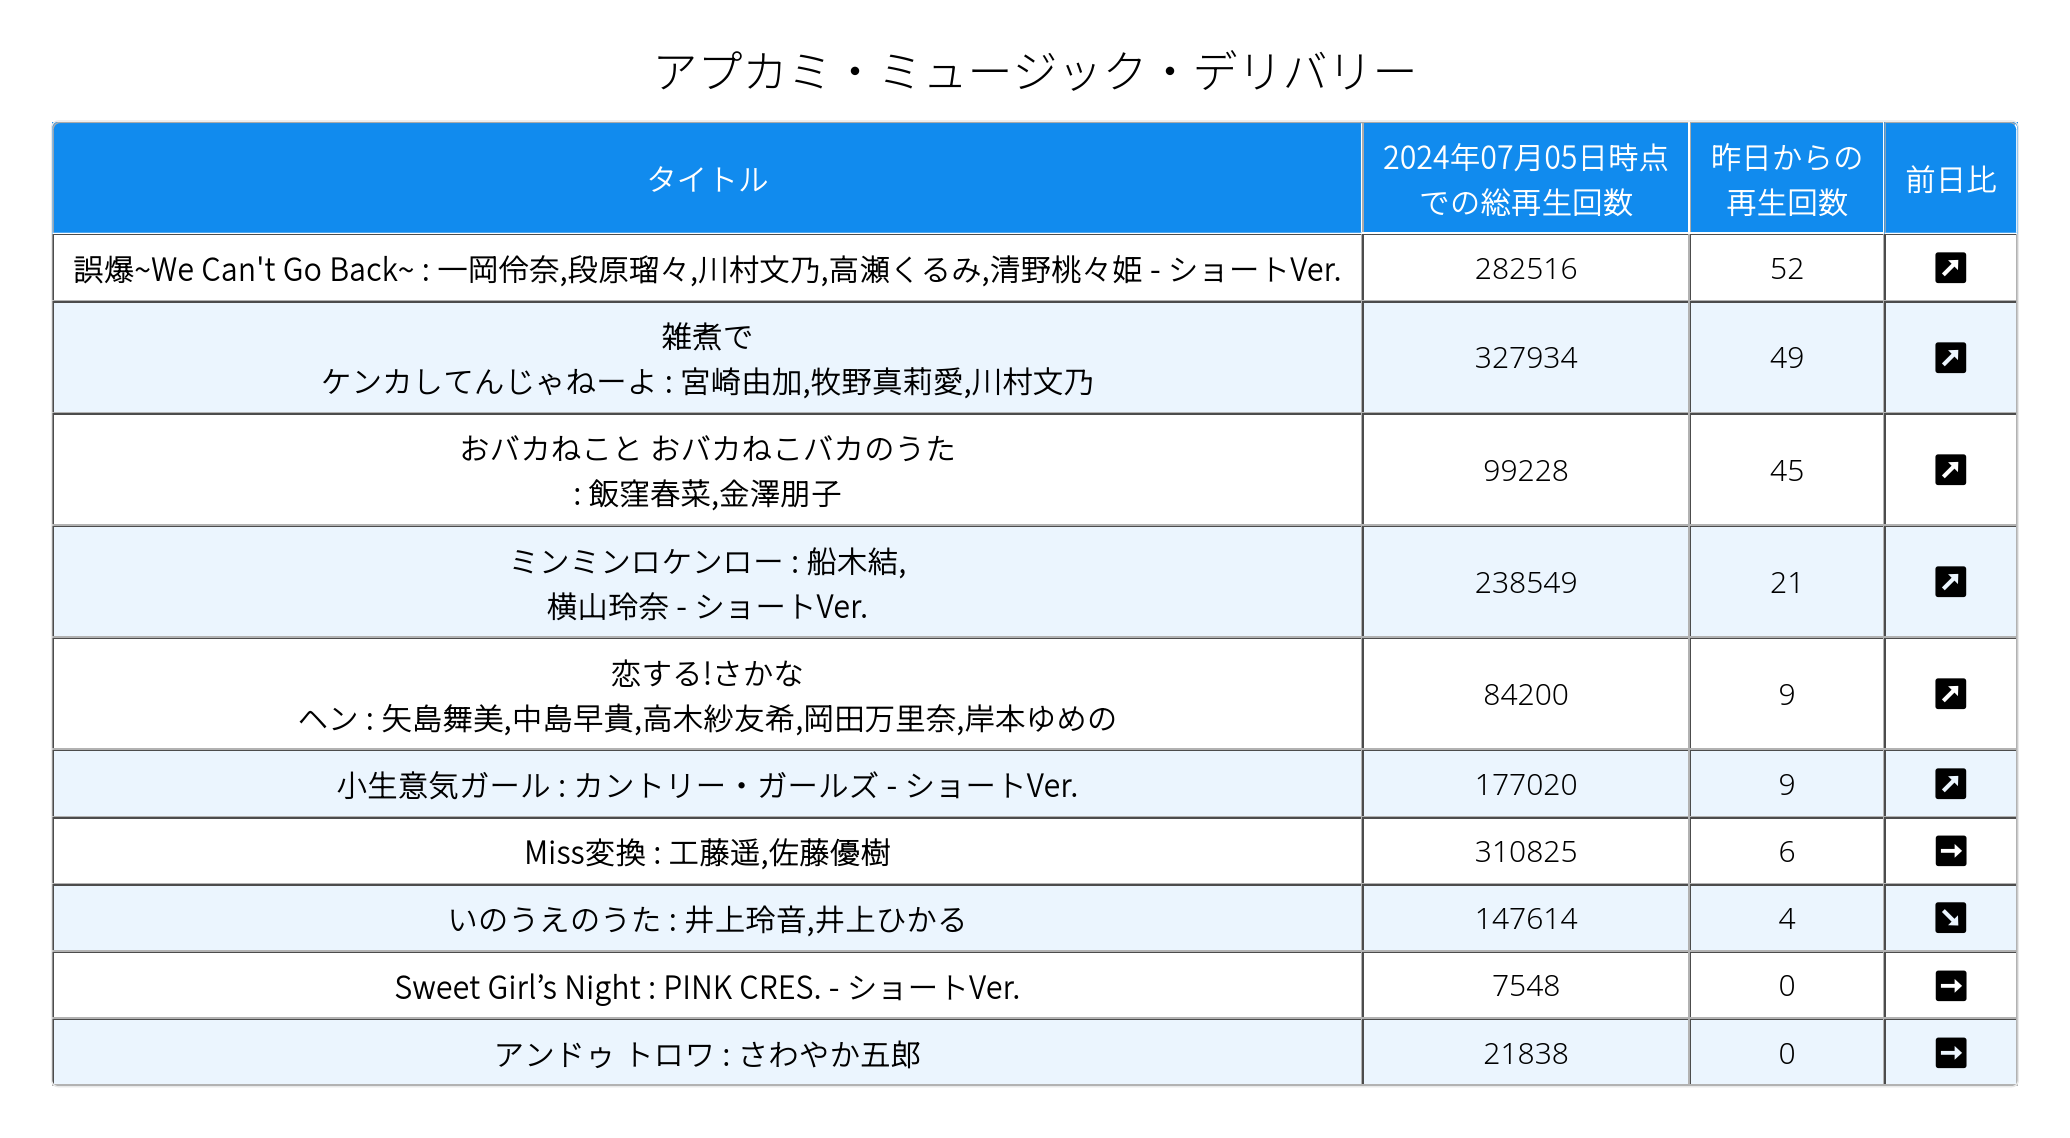 アプカミ・ミュージック・デリバリー
タイトル
2024年07月05日時点
での総再生回数
昨日からの
再生回数
前日比
誤爆~We Can't Go Back~ : 一岡伶奈,段原瑠々,川村文乃,高瀬くるみ,清野桃々姫 - ショートVer.
282516
52
雑煮で
ケンカしてんじゃねーよ : 宮崎由加,牧野真莉愛,川村文乃
327934
49
おバカねこと おバカねこバカのうた
: 飯窪春菜,金澤朋子
99228
45
ミンミンロケンロー : 船木結,
横山玲奈 - ショートVer.
238549
21
恋する!さかな
ヘン : 矢島舞美,中島早貴,高木紗友希,岡田万里奈,岸本ゆめの
84200
9
小生意気ガール : カントリー・ガールズ - ショートVer.
177020
9
Miss変換 : 工藤遥,佐藤優樹
310825
6
いのうえのうた : 井上玲音,井上ひかる
147614
4
Sweet Girl’s Night : PINK CRES. - ショートVer.
7548
0
アンドゥ トロワ : さわやか五郎
21838
0